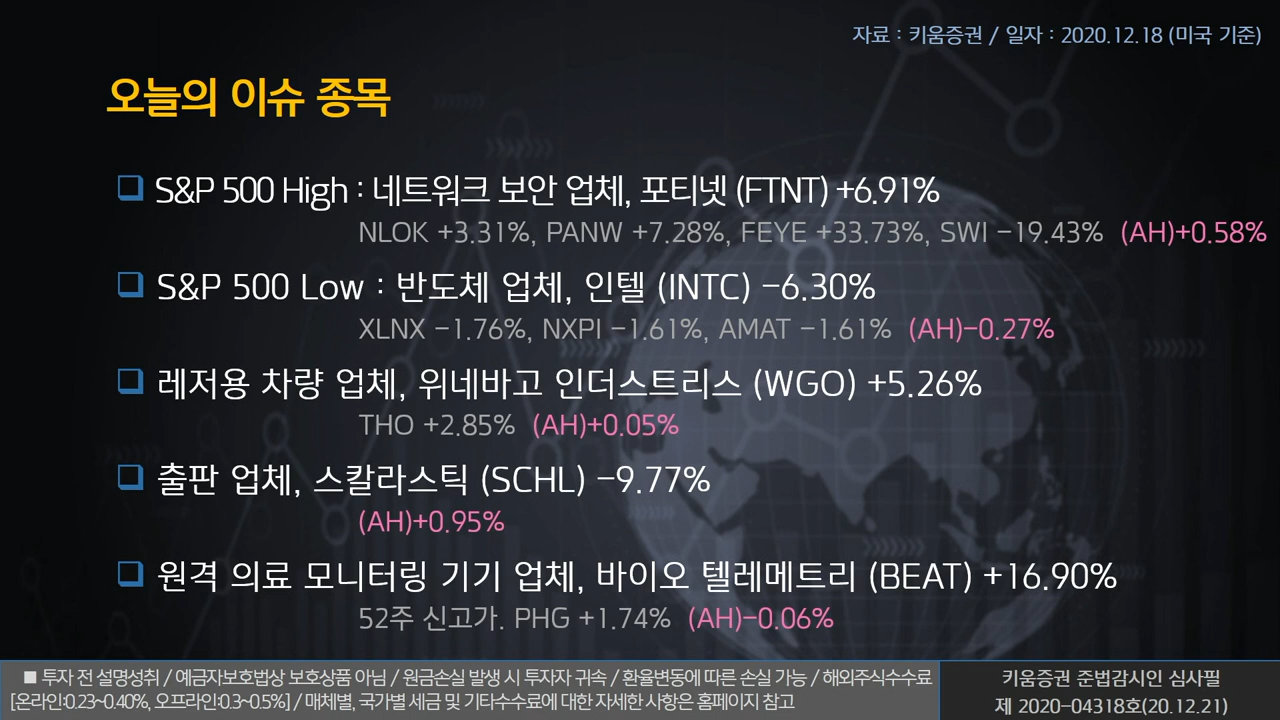 자료 : 키움증권 / 일자 : 2020.12.18 (미국 기준)
오늘의 이슈 종목
S&P 500 High : 네트워크 보안 업체, 포티넷 (FTNT) +6.91%
NLOK +3.31%, PANW +7.28%, FEYE +33.73%, SWI −19.43% (AH)+0.58%
S&P 500 Low : 반도체 업체, 인텔 (INTC) −6.30%
XLNX −1.76%, NXPI −1.61%, AMAT −1.61% (AH)−0.27%
레저용 차량 업체, 위네바고 인더스트리스 (WGO) +5.26%
THO +2.85% (AH)+0.05%
출판 업체, 스칼라스틱 (SCHL) −9.77%
(AH)+0.95%
원격 의료 모니터링 기기 업체, 바이오 텔레메트리 (BEAT) +16.90%
52주 신고가. PHG +1.74% (AH)−0.06%
■ 투자 전 설명성취 / 예금자보호법상 보호상품 아님 / 원금손실 발생 시 투자자 귀속 / 환율변동에 따른 손실 가능 / 해외주식수수료
[온라인:0.23~0.40%, 오프라인:0.3~0.5%] / 매체별, 국가별 세금 및 기타수수료에 대한 자세한 사항은 홈페이지 참고
키움증권 준법감시인 심사필
제 2020-04318호(20.12.21)